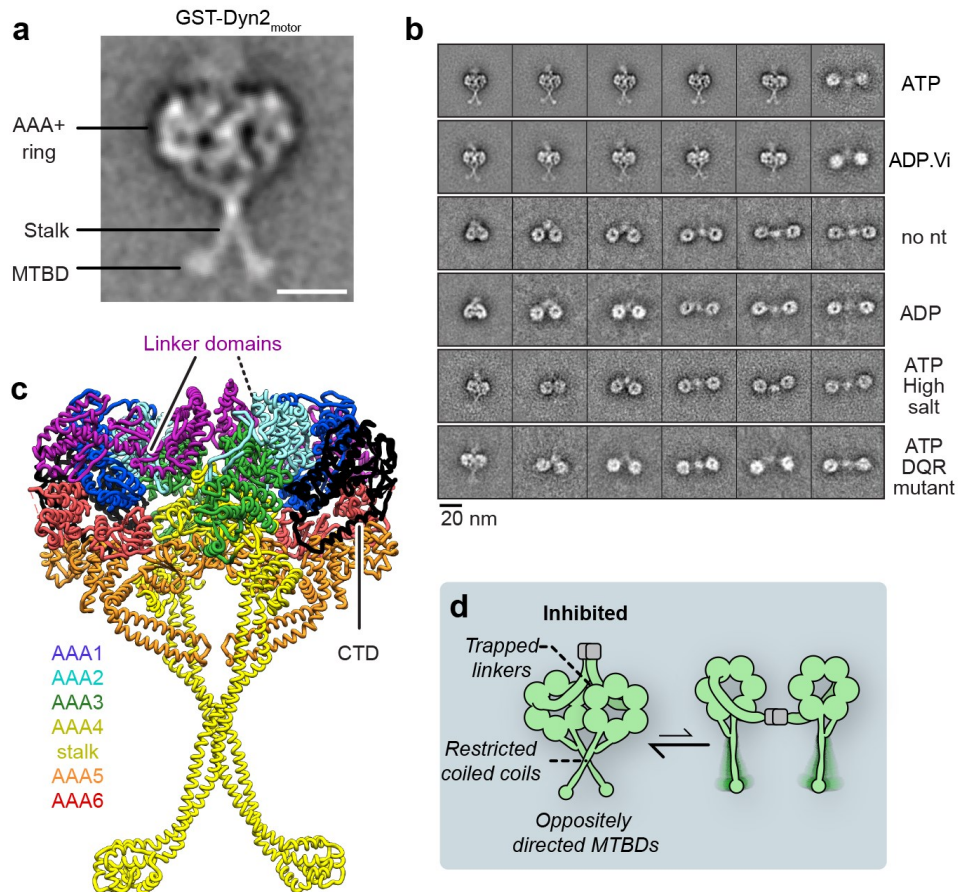 a
GST-Dyn2motor
AAA+
ring
Stalk
MTBD
b
ATP
ADP.Vi
no nt
ADP
ATP
High
salt
ATP
DQR
mutant
20 nm
c
Linker domains
CTD
AAA1
AAA2
AAA3
AAA4
stalk
AAA5
AAA6
d
Inhibited
Trapped
linkers
Restricted
coiled coils
Oppositely
directed MTBDs